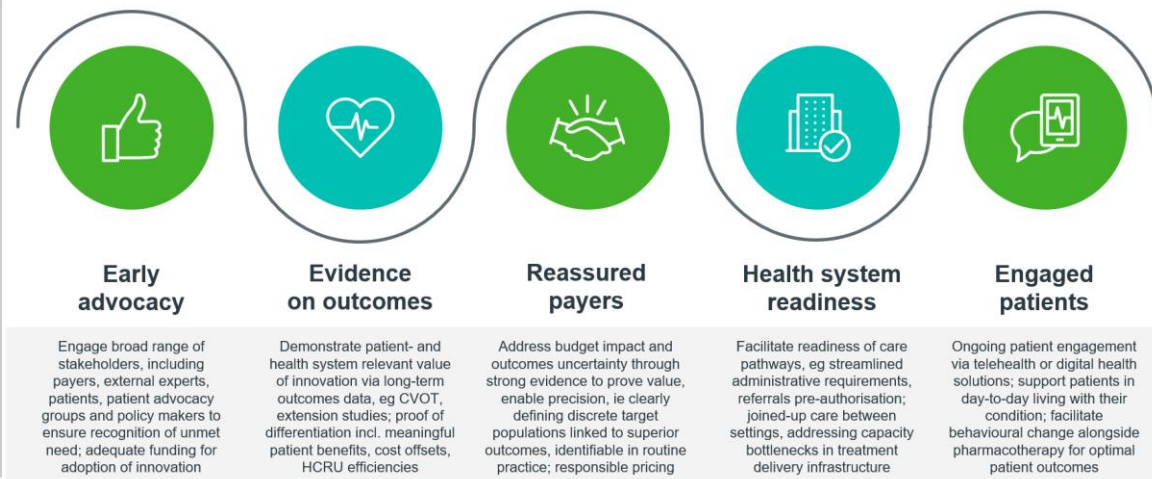 Early
advocacy
Engage broad range of
stakeholders, including
payers, external experts,
patients, patient advocacy
groups and policy makers to
ensure recognition of unmet
need; adequate funding for
adoption of innovation
Evidence
on outcomes
Demonstrate patient- and
health system relevant value
of innovation via long-term
outcomes data, eg CVOT,
extension studies; proof of
differentiation incl. meaningful
patient benefits, cost offsets,
HCRU efficiencies
Reassured
payers
Address budget impact and
outcomes uncertainty through
strong evidence to prove value,
enable precision, ie clearly
defining discrete target
populations linked to superior
outcomes, identifiable in routine
practice; responsible pricing
Health system
readiness
Facilitate readiness of care
pathways, eg streamlined
administrative requirements,
referrals pre-authorisation;
joined-up care between
settings, addressing capacity
bottlenecks in treatment
delivery infrastructure
Engaged
patients
Ongoing patient engagement
via telehealth or digital health
solutions; support patients in
day-to-day living with their
condition; facilitate
behavioural change alongside
pharmacotherapy for optimal
patient outcomes